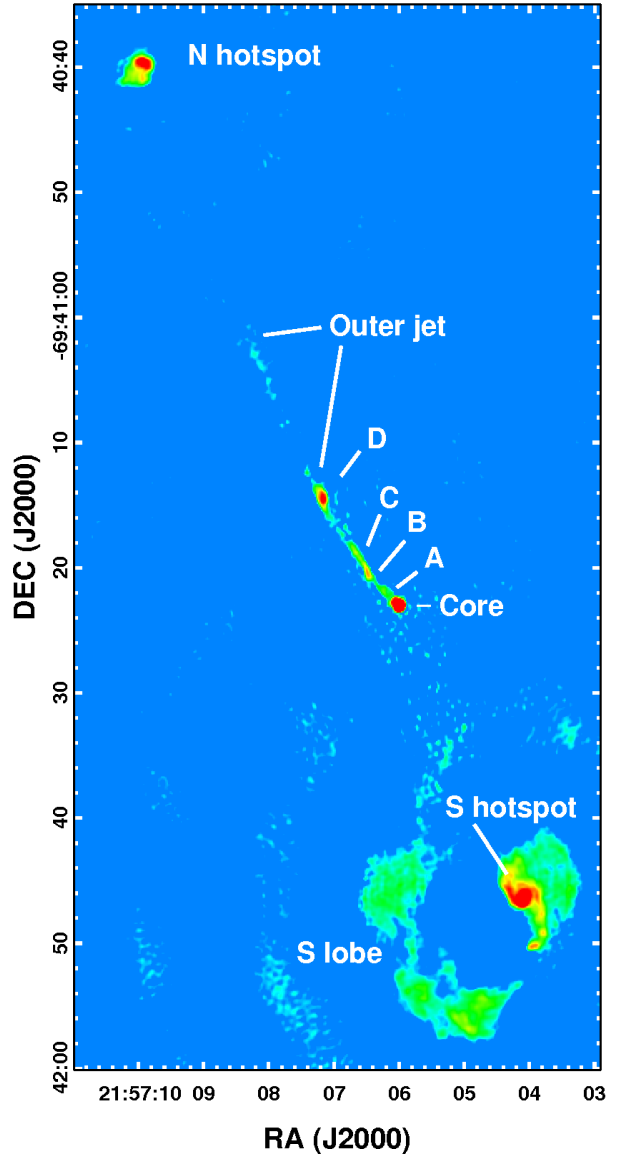 N hotspot
40:40
50
-69:41:00
Outer jet
10
D
C
B
20
A
Core
30
40
S hotspot
50
S lobe
42:00
DEC (J2000)
21:57:10 09 08 07 06 05 04 03
RA (J2000)